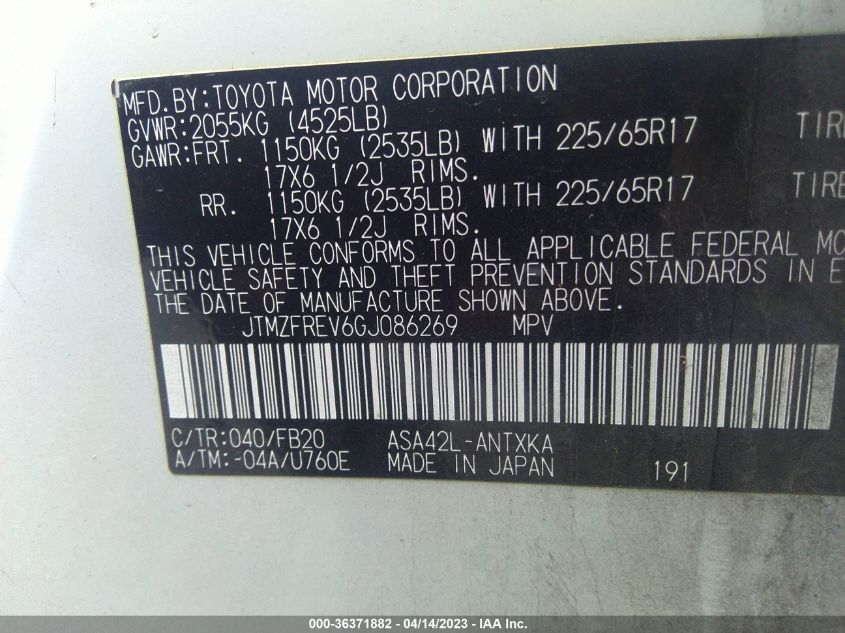 MFD.BY:TOYOTA MOTOR CORPORATION
GVWR:2055KG (4525LB)
GAWR:FRT. 1150KG (2535LB) WITH 225/65R17 TIRE
17X6 1/2J RIMS.
RR. 1150KG (2535LB) WITH 225/65R17 TIRE
17X6 1/2J RIMS.
THIS VEHICLE CONFORMS TO ALL APPLICABLE FEDERAL MO
VEHICLE SAFETY AND THEFT PREVENTION STANDARDS IN E
THE DATE OF MANUFACTURE SHOWN ABOVE.
JTMZFREV6GJ086269 MPV
C/TR:040/FB20 ASA42L-ANTXKA
A/TM:-04A/U760E MADE IN JAPAN 191
000-36371882 - 04/14/2023 - IAA Inc.